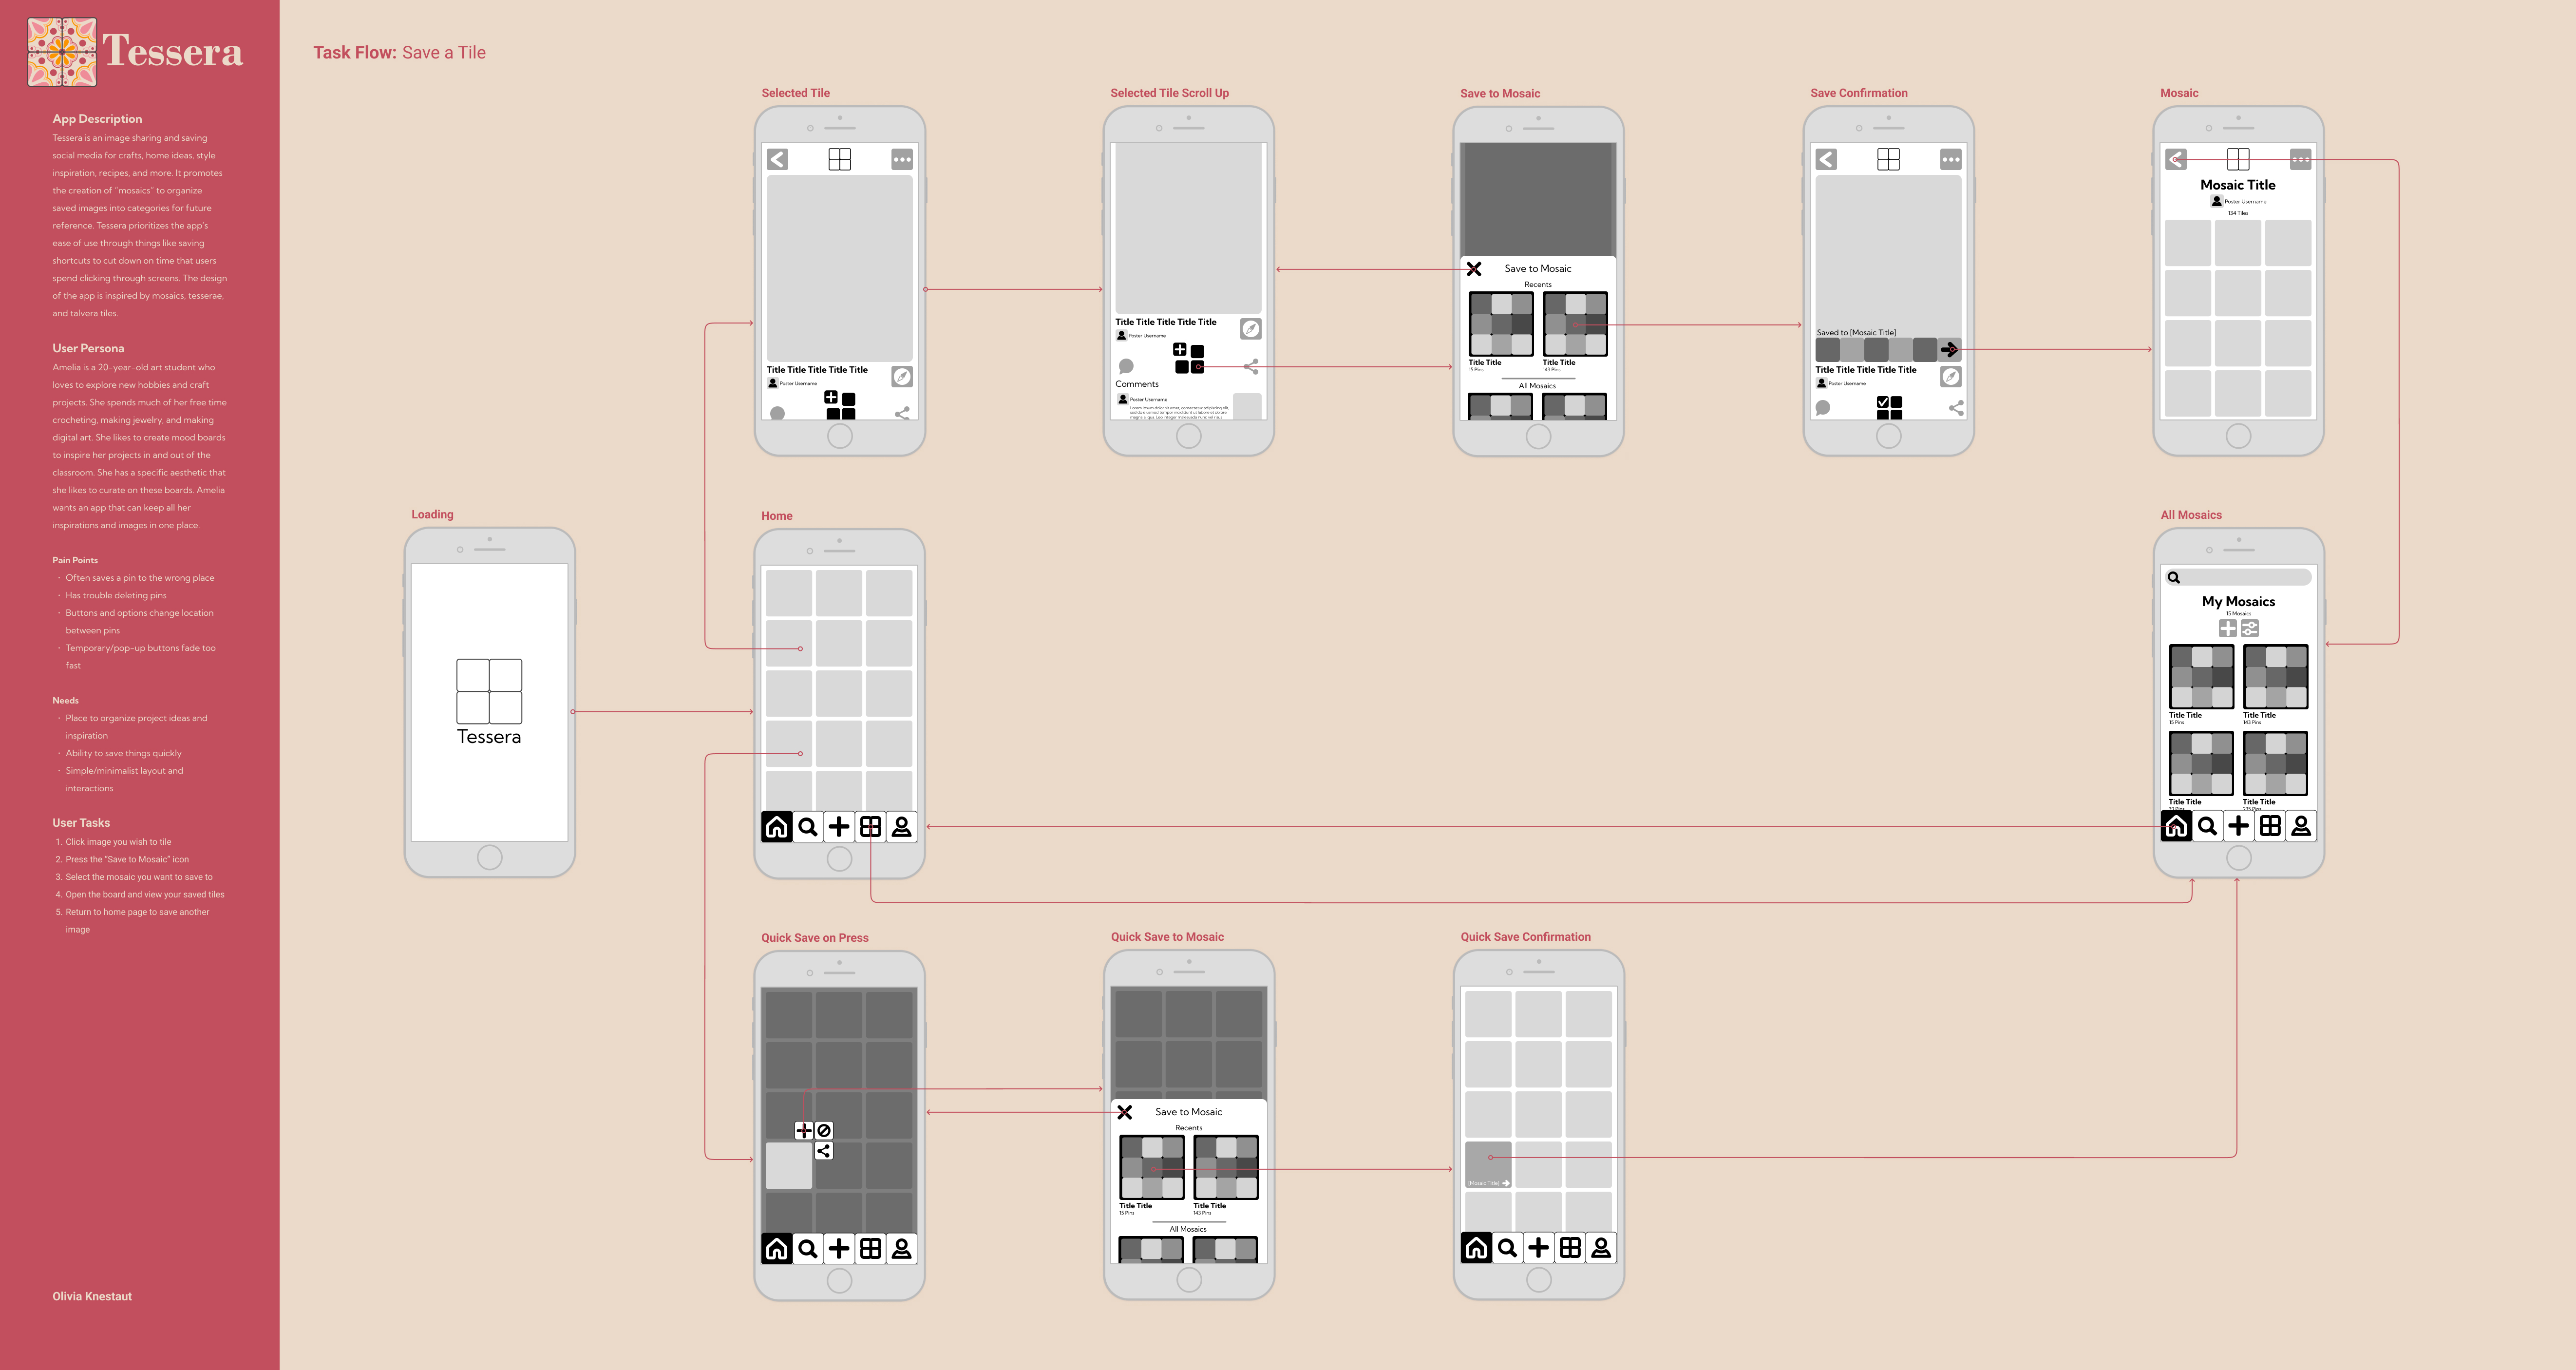 Tessera
App Description
Tessera is an image sharing and saving
social media for crafts, home ideas, style
inspiration, recipes, and more. It promotes
the creation of "mosaics" to organize
saved images into categories for future
reference. Tessera prioritizes the app's
ease of use through things like saving
shortcuts to cut down on time that users
spend clicking through screens. The design
of the app is inspired by mosaics, tesserae,
and talvera tiles.
User Persona
Amelia is a 20-year-old art student who
loves to explore new hobbies and craft
projects. She spends much of her free time
crocheting, making jewelry, and making
digital art. She likes to create mood boards
to inspire her projects in and out of the
classroom. She has a specific aesthetic that
she likes to curate on these boards. Amelia
wants an app that can keep all her
inspirations and images in one place.
Pain Points
· Often saves a pin to the wrong place
· Has trouble deleting pins
· Buttons and options change location
between pins
· Temporary/pop-up buttons fade too
fast
Needs
· Place to organize project ideas and
inspiration
· Ability to save things quickly
· Simple/minimalist layout and
interactions
User Tasks
1. Click image you wish to tile
2. Press the "Save to Mosaic" icon
3. Select the mosaic you want to save to
4. Open the board and view your saved tiles
5. Return to home page to save another
image
Olivia Knestaut
Task Flow: Save a Tile
Selected Tile
Title Title Title Title Title
Poster Username
Selected Tile Scroll Up
Title Title Title Title Title
Poster Username
Comments
Poster Username
Lorem ipsum dolor sit amet, consectetur adipiscing elit,
sed do eiusmod tempor incididunt ut labore et dolore
magna aliqua
Save to Mosaic
Save to Mosaic
Recents
Title Title
15 Pins
Title Title
143 Pins
All Mosaics
Save Confirmation
Saved to [Mosaic Title]
Title Title Title Title Title
Poster Username
Mosaic
Mosaic Title
Poster Username
134 Tiles
Loading
Tessera
Home
All Mosaics
My Mosaics
15 Mosaics
Title Title
15 Pins
Title Title
143 Pins
Title Title
Title Title
Quick Save on Press
Quick Save to Mosaic
Save to Mosaic
Recents
Title Title
15 Pins
Title Title
143 Pins
All Mosaics
Quick Save Confirmation
[Mosaic Title]